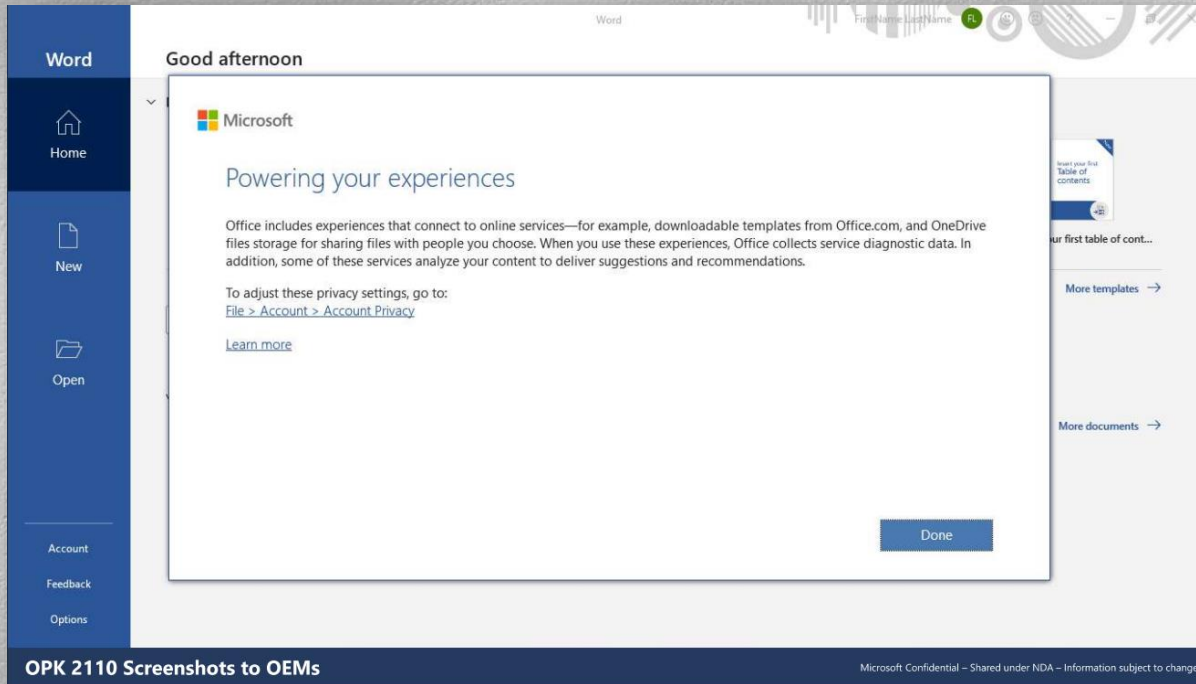 Word
FirstName LastName
FL
?
Word
Good afternoon
Home
New
Open
Account
Feedback
Options
Microsoft
Powering your experiences
Office includes experiences that connect to online services—for example, downloadable templates from Office.com, and OneDrive
files storage for sharing files with people you choose. When you use these experiences, Office collects service diagnostic data. In
addition, some of these services analyze your content to deliver suggestions and recommendations.
To adjust these privacy settings, go to:
File > Account > Account Privacy
Learn more
Done
Insert your first
Table of
contents
ur first table of cont...
More templates
More documents
OPK 2110 Screenshots to OEMs
Microsoft Confidential – Shared under NDA – Information subject to change